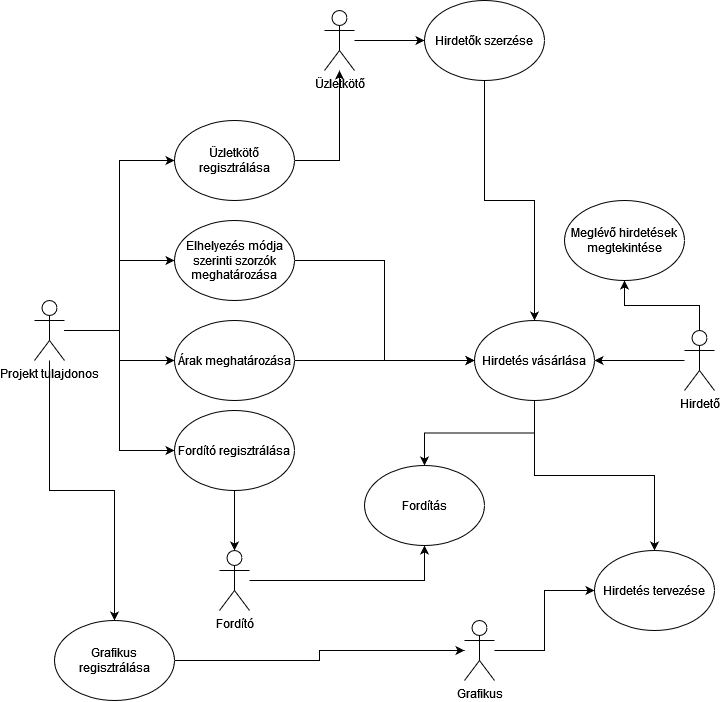 Hirdetők szerzése
Üzletkötő
Üzletkötő
regisztrálása
Elhelyezés módja
szerinti szorzók
meghatározása
Meglévő hirdetések
megtekintése
Projekt tulajdonos
Árak meghatározása
Hirdetés vásárlása
Hirdető
Fordító regisztrálása
Fordítás
Hirdetés tervezése
Fordító
Grafikus
regisztrálása
Grafikus